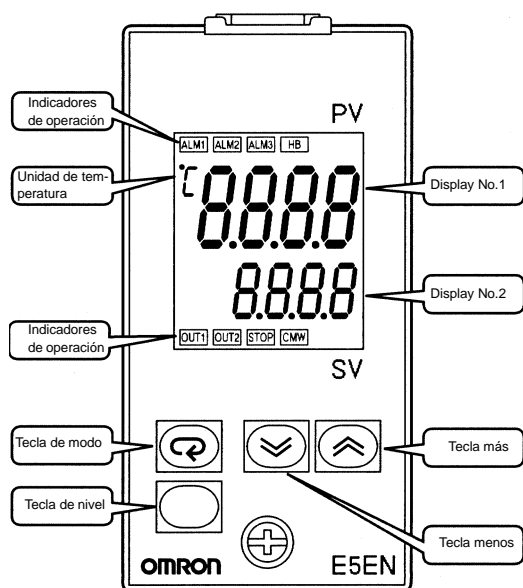 Indicadores
de operación
PV
ALM1 ALM2 ALM3 HB
Unidad de tem-
peratura
°C
8.8.8.8
Display No.1
8.8.8.8
Display No.2
Indicadores
de operación
OUT1 OUT2 STOP CMW
SV
Tecla de modo
Tecla más
Tecla de nivel
Tecla menos
OMRON
E5EN